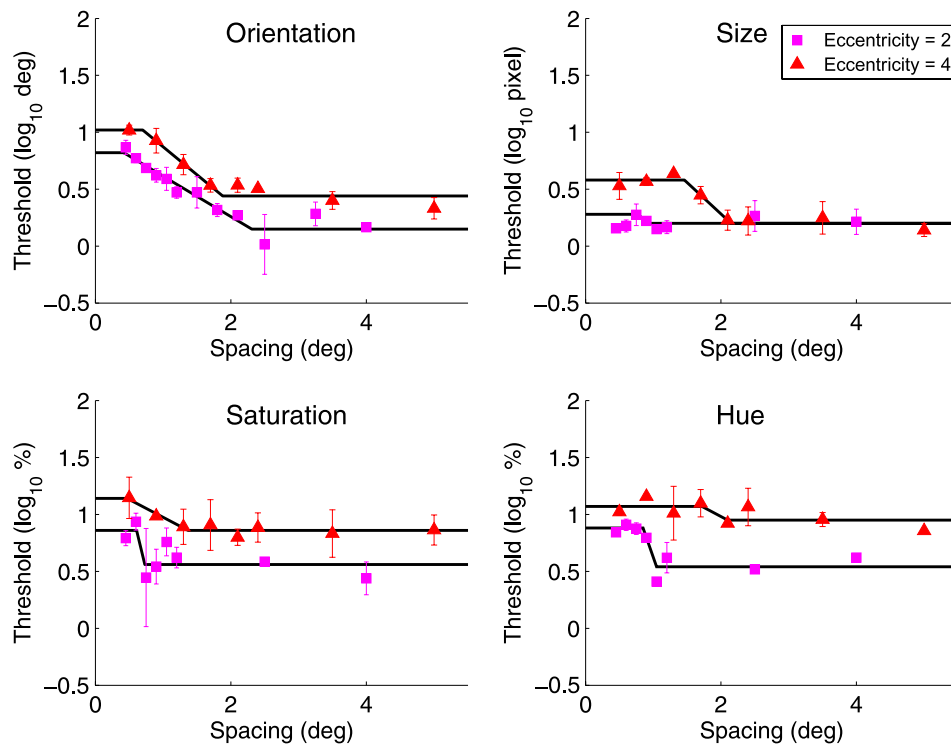 Orientation
Threshold (log10 deg)
2
1.5
1
0.5
0
−0.5
0 2 4
Spacing (deg)
Size
Eccentricity = 2
Eccentricity = 4
Threshold (log10 pixel)
2
1.5
1
0.5
0
−0.5
0 2 4
Spacing (deg)
Saturation
Threshold (log10 %)
2
1.5
1
0.5
0
−0.5
0 2 4
Spacing (deg)
Hue
Threshold (log10 %)
2
1.5
1
0.5
0
−0.5
0 2 4
Spacing (deg)